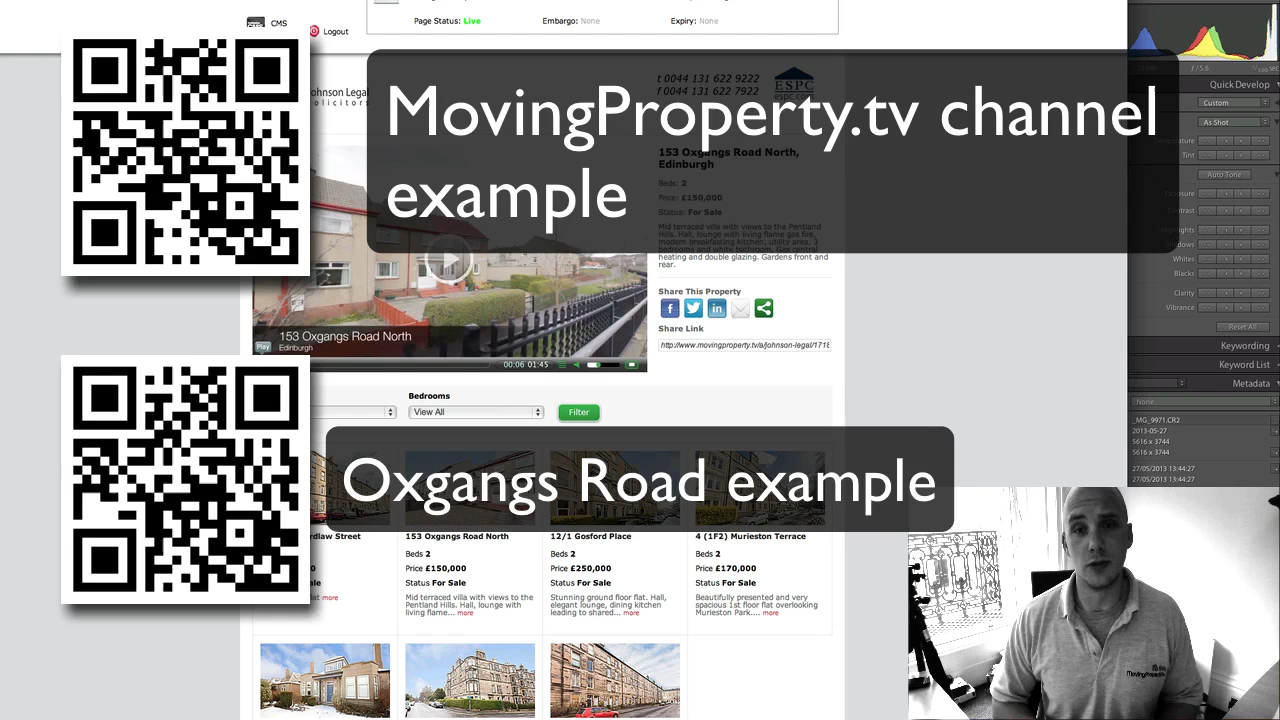 Page Status: Live
Embargo: None
Expiry: None
CMS
Logout
MovingProperty.tv channel
example
t 0044 131 622 9222
f 0044 131 622 7922
ESPC
153 Oxgangs Road North,
Edinburgh
Beds: 2
Price: £150,000
Status: For Sale
Mid terraced villa with views to the Pentland
Hills. Hall, lounge with living flame gas fire,
modern breakfasting kitchen, utility area, 3
bedrooms and white bathroom. Gas central
heating and double glazing. Gardens front and
rear.
Share This Property
Share Link
http://www.movingproperty.tv/a/johnson-legal/1718
153 Oxgangs Road North
Edinburgh
Play
00:06 01:45
Bedrooms
View All
Filter
Oxgangs Road example
153 Oxgangs Road North
Beds 2
Price £150,000
Status For Sale
Mid terraced villa with views to the
Pentland Hills. Hall, lounge with
living flame... more
12/1 Gosford Place
Beds 2
Price £250,000
Status For Sale
Stunning ground floor flat. Hall,
elegant lounge, dining kitchen
leading to shared... more
4 (1F2) Murieston Terrace
Beds 2
Price £170,000
Status For Sale
Beautifully presented and very
spacious 1st floor flat overlooking
Murieston Park.... more
Quick Develop
Custom
As Shot
Tint
Auto Tone
Whites
Blacks
Clarity
Vibrance
Reset All
Keywording
Keyword List
Metadata
None
_MG_9971.CR2
2013-05-27
5616 x 3744
5616 x 3744
27/05/2013 13:44:27
27/05/2013 13:44:27